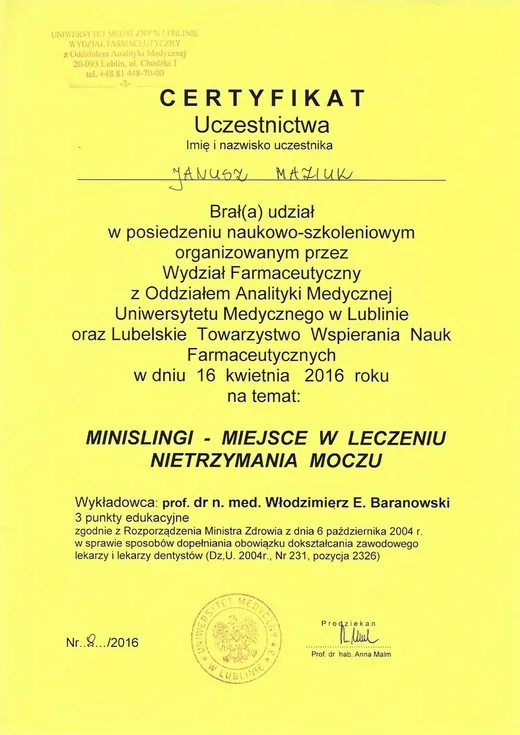 UNIWERSYTET MEDYCZNY W LUBLINIE
WYDZIAŁ FARMACEUTYCZNY
z Oddziałem Analityki Medycznej
20-093 Lublin, ul. Chodźki 1
tel. +48 81 448-70-00
-3-
CERTYFIKAT
Uczestnictwa
Imię i nazwisko uczestnika
JANUSZ MAZIUK
Brał(a) udział
w posiedzeniu naukowo-szkoleniowym
organizowanym przez
Wydział Farmaceutyczny
z Oddziałem Analityki Medycznej
Uniwersytetu Medycznego w Lublinie
oraz Lubelskie Towarzystwo Wspierania Nauk
Farmaceutycznych
w dniu 16 kwietnia 2016 roku
na temat:
MINISLINGI - MIEJSCE W LECZENIU
NIETRZYMANIA MOCZU
Wykładowca: prof. dr n. med. Włodzimierz E. Baranowski
3 punkty edukacyjne
zgodnie z Rozporządzenia Ministra Zdrowia z dnia 6 października 2004 r.
w sprawie sposobów dopełniania obowiązku dokształcania zawodowego
lekarzy i lekarzy dentystów (Dz,U. 2004r., Nr 231, pozycja 2326)
Nr..8.../2016
UNIWERSYTET MEDYCZNY
W LUBLINIE
* 3 *
Prodziekan
Prof. dr hab. Anna Malm